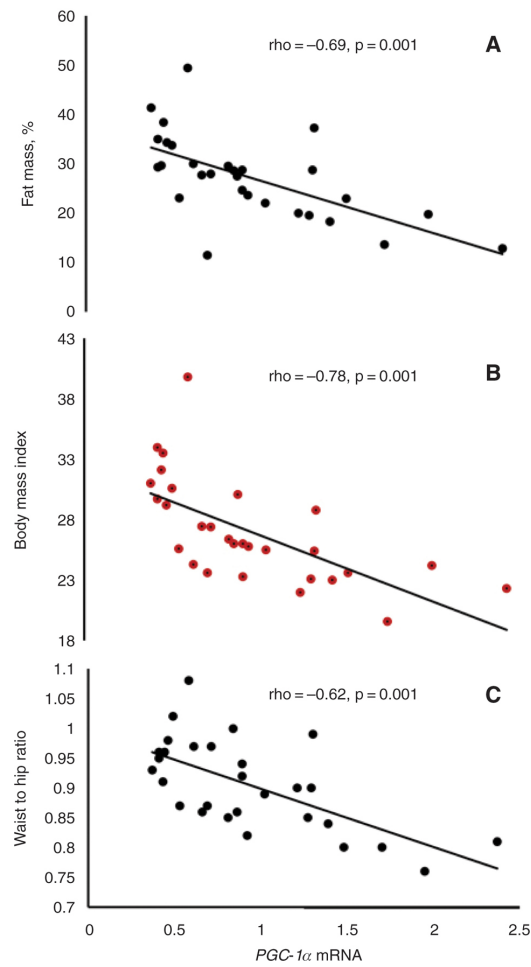 60
rho = −0.69, p = 0.001
A
50
40
30
20
10
0
Fat mass, %
43
rho = −0.78, p = 0.001
B
38
33
28
23
18
Body mass index
1.1
rho = −0.62, p = 0.001
C
1.05
1
0.95
0.9
0.85
0.8
0.75
0.7
Waist to hip ratio
0 0.5 1 1.5 2 2.5
PGC-1α mRNA